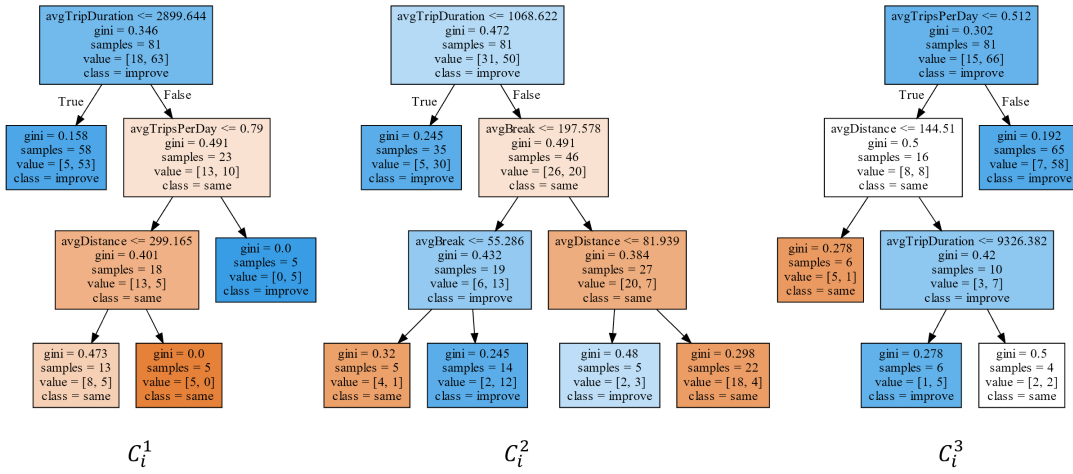 avgTripDuration <= 2899.644
gini = 0.346
samples = 81
value = [18, 63]
class = improve
True
False
gini = 0.158
samples = 58
value = [5, 53]
class = improve
avgTripsPerDay <= 0.79
gini = 0.491
samples = 23
value = [13, 10]
class = same
avgDistance <= 299.165
gini = 0.401
samples = 18
value = [13, 5]
class = same
gini = 0.0
samples = 5
value = [0, 5]
class = improve
gini = 0.473
samples = 13
value = [8, 5]
class = same
gini = 0.0
samples = 5
value = [5, 0]
class = same
C_i^1
avgTripDuration <= 1068.622
gini = 0.472
samples = 81
value = [31, 50]
class = improve
True
False
gini = 0.245
samples = 35
value = [5, 30]
class = improve
avgBreak <= 197.578
gini = 0.491
samples = 46
value = [26, 20]
class = same
avgBreak <= 55.286
gini = 0.432
samples = 19
value = [6, 13]
class = improve
avgDistance <= 81.939
gini = 0.384
samples = 27
value = [20, 7]
class = same
gini = 0.32
samples = 5
value = [4, 1]
class = same
gini = 0.245
samples = 14
value = [2, 12]
class = improve
gini = 0.48
samples = 5
value = [2, 3]
class = improve
gini = 0.298
samples = 22
value = [18, 4]
class = same
C_i^2
avgTripsPerDay <= 0.512
gini = 0.302
samples = 81
value = [15, 66]
class = improve
True
False
avgDistance <= 144.51
gini = 0.5
samples = 16
value = [8, 8]
class = same
gini = 0.192
samples = 65
value = [7, 58]
class = improve
gini = 0.278
samples = 6
value = [5, 1]
class = same
avgTripDuration <= 9326.382
gini = 0.42
samples = 10
value = [3, 7]
class = improve
gini = 0.278
samples = 6
value = [1, 5]
class = improve
gini = 0.5
samples = 4
value = [2, 2]
class = same
C_i^3